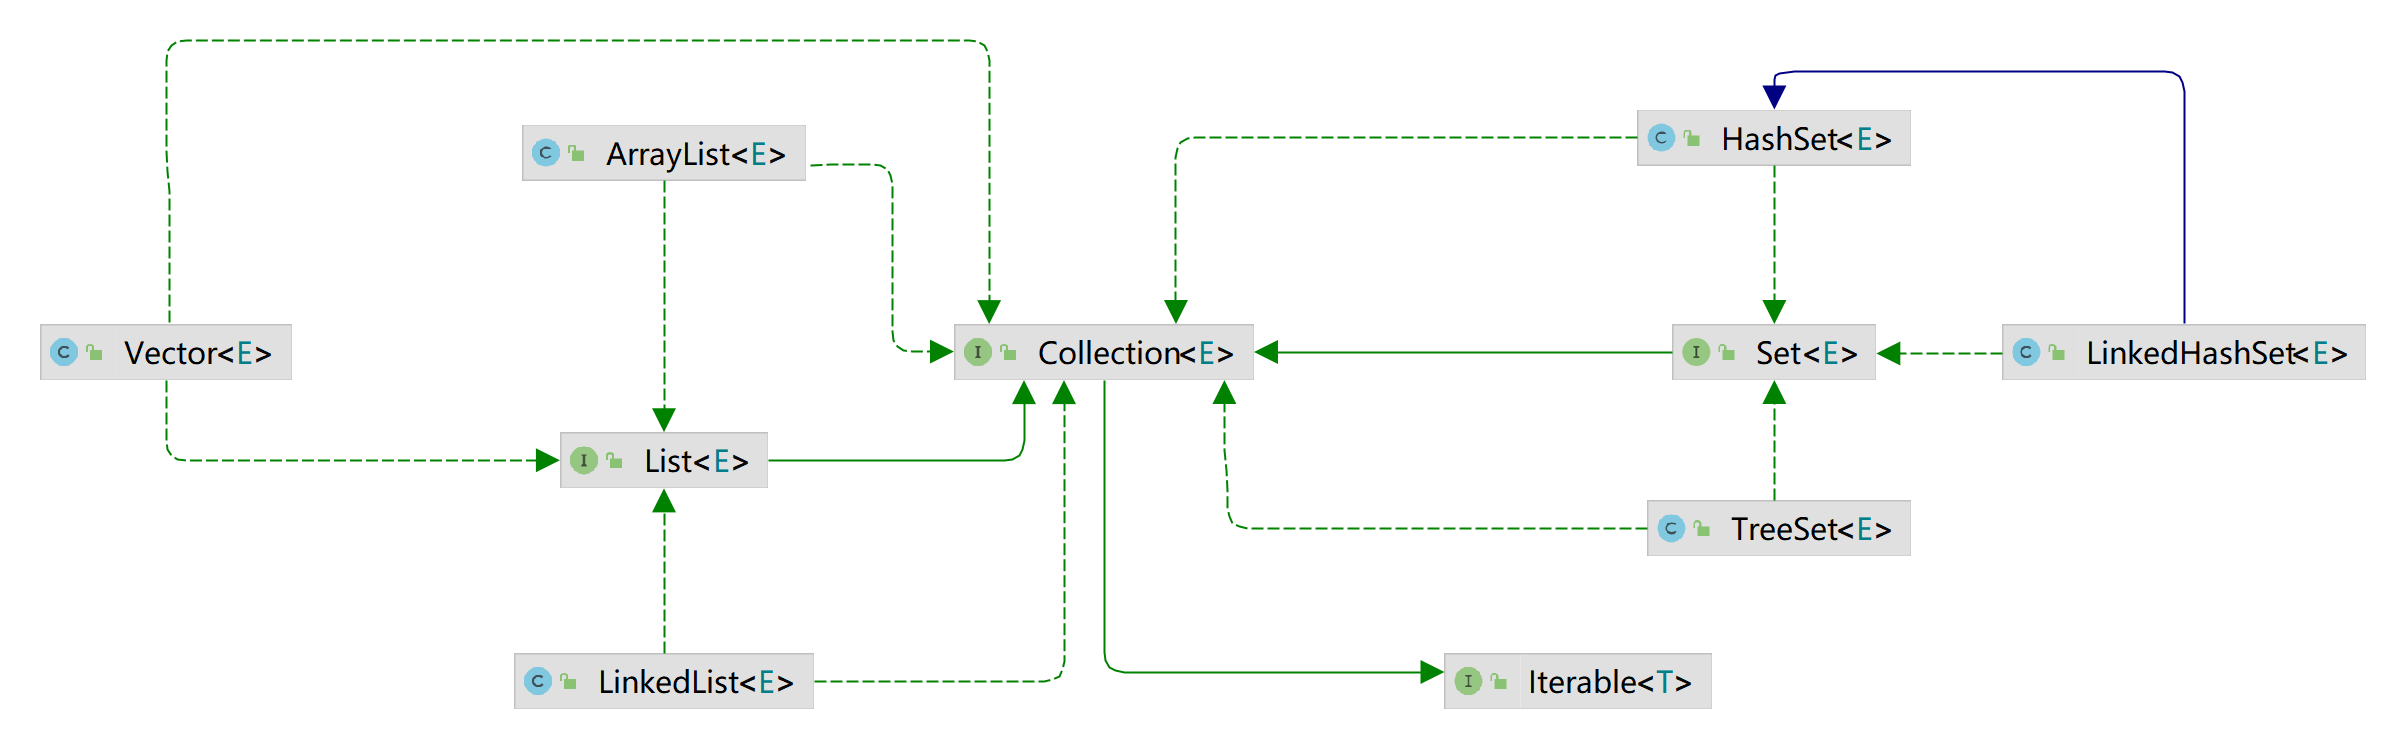 C ArrayList<E>
C HashSet<E>
C Vector<E>
I Collection<E>
I Set<E>
C LinkedHashSet<E>
I List<E>
C TreeSet<E>
C LinkedList<E>
I Iterable<T>